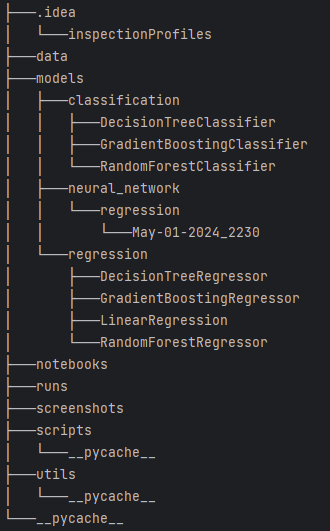 ├───.idea
│   └───inspectionProfiles
├───data
├───models
│   ├───classification
│   │   ├───DecisionTreeClassifier
│   │   ├───GradientBoostingClassifier
│   │   └───RandomForestClassifier
│   ├───neural_network
│   │   └───regression
│   │       └───May-01-2024_2230
│   └───regression
│       ├───DecisionTreeRegressor
│       ├───GradientBoostingRegressor
│       ├───LinearRegression
│       └───RandomForestRegressor
├───notebooks
├───runs
├───screenshots
├───scripts
│   └───__pycache__
├───utils
│   └───__pycache__
└───__pycache__